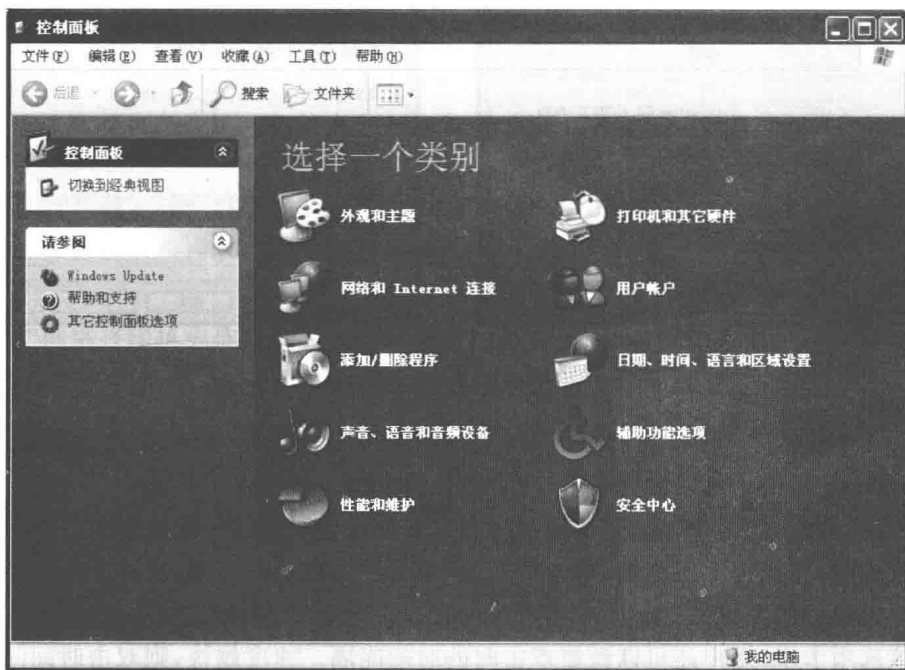 控制面板
文件(F) 编辑(E) 查看(V) 收藏(A) 工具(T) 帮助(H)
后退 搜索 文件夹
控制面板
切换到经典视图
请参阅
Windows Update
帮助和支持
其它控制面板选项
选择一个类别
外观和主题
打印机和其它硬件
网络和 Internet 连接
用户帐户
添加/删除程序
日期、时间、语言和区域设置
声音、语音和音频设备
辅助功能选项
性能和维护
安全中心
我的电脑